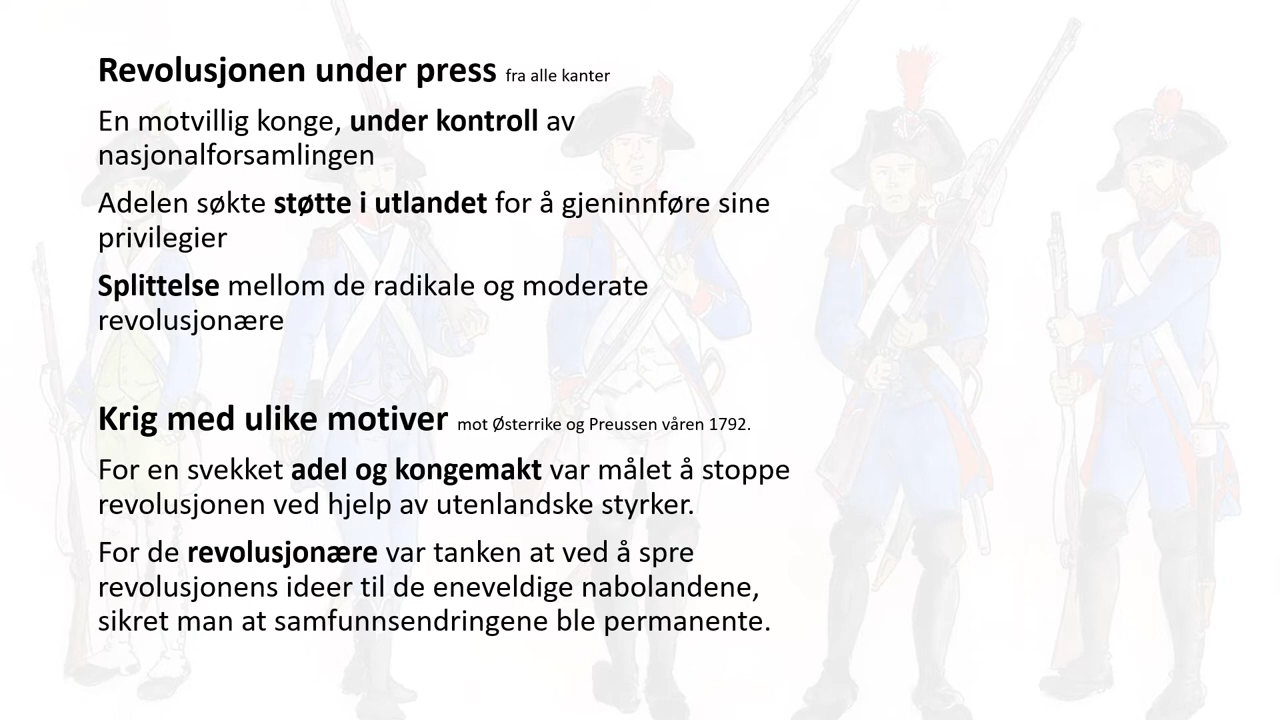 Revolusjonen under press fra alle kanter
En motvillig konge, under kontroll av
nasjonalforsamlingen
Adelen søkte støtte i utlandet for å gjeninnføre sine
privilegier
Splittelse mellom de radikale og moderate
revolusjonære
Krig med ulike motiver mot Østerrike og Preussen våren 1792.
For en svekket adel og kongemakt var målet å stoppe
revolusjonen ved hjelp av utenlandske styrker.
For de revolusjonære var tanken at ved å spre
revolusjonens ideer til de eneveldige nabolandene,
sikret man at samfunnsendringene ble permanente.